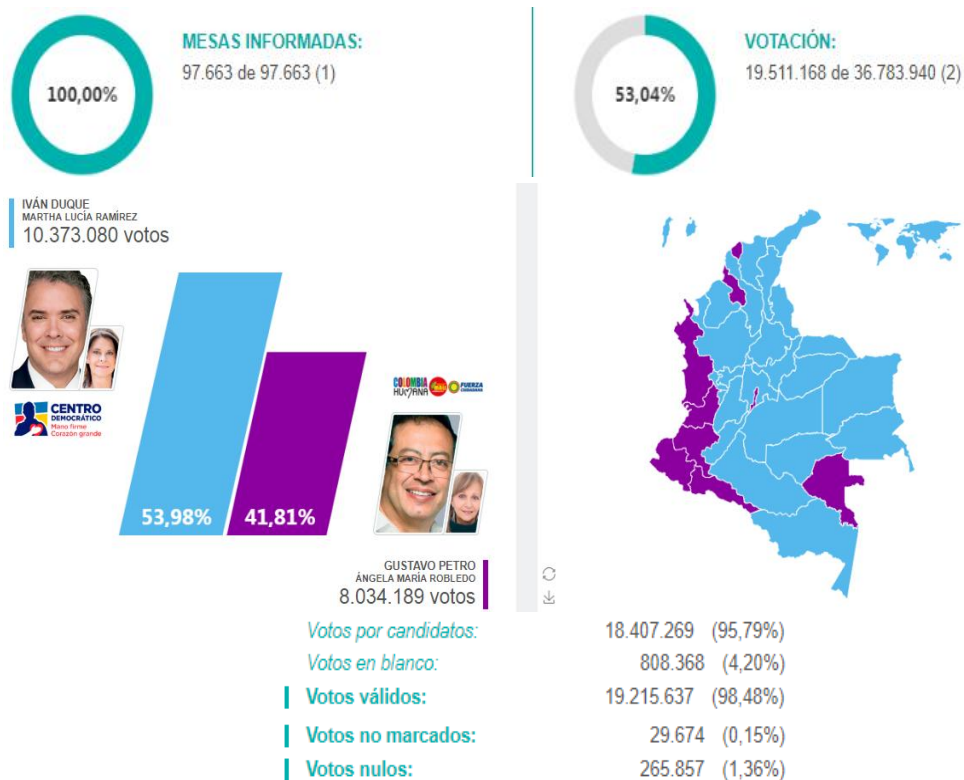 MESAS INFORMADAS:
97.663 de 97.663 (1)
100,00%
VOTACIÓN:
19.511.168 de 36.783.940 (2)
53,04%
IVÁN DUQUE
MARTHA LUCÍA RAMÍREZ
10.373.080 votos
CENTRO
DEMOCRÁTICO
Mano firme
Corazón grande
53,98%
41,81%
COLOMBIA
HUMANA
FUERZA
CIUDADANA
GUSTAVO PETRO
ÁNGELA MARÍA ROBLEDO
8.034.189 votos
Votos por candidatos: 18.407.269 (95,79%)
Votos en blanco: 808.368 (4,20%)
Votos válidos: 19.215.637 (98,48%)
Votos no marcados: 29.674 (0,15%)
Votos nulos: 265.857 (1,36%)